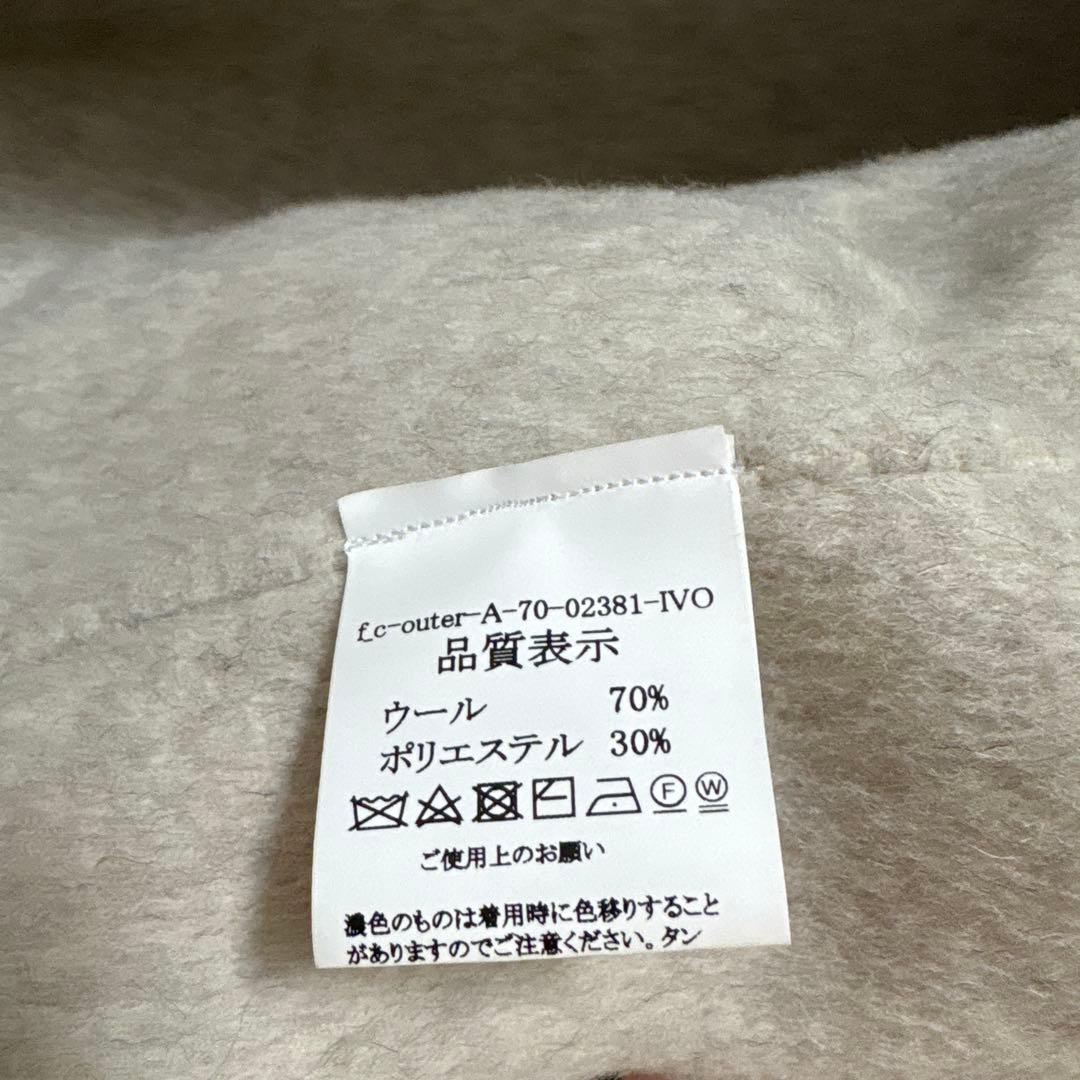 f.c-outer-A-70-02381-IVO
品質表示
ウール 70%
ポリエステル 30%
F W
ご使用上のお願い
濃色のものは着用時に色移りすること
がありますのでご注意ください。タン